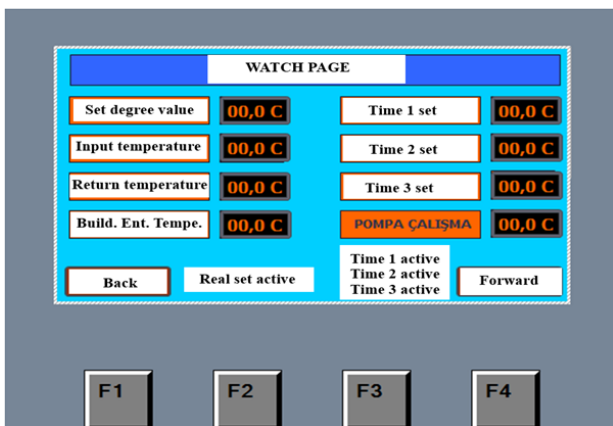 WATCH PAGE
Set degree value 00,0 C Time 1 set 00,0 C
Input temperature 00,0 C Time 2 set 00,0 C
Return temperature 00,0 C Time 3 set 00,0 C
Build. Ent. Tempe. 00,0 C POMPA ÇALIŞMA 00,0 C
Time 1 active
Time 2 active
Time 3 active
Back Real set active Forward
F1 F2 F3 F4